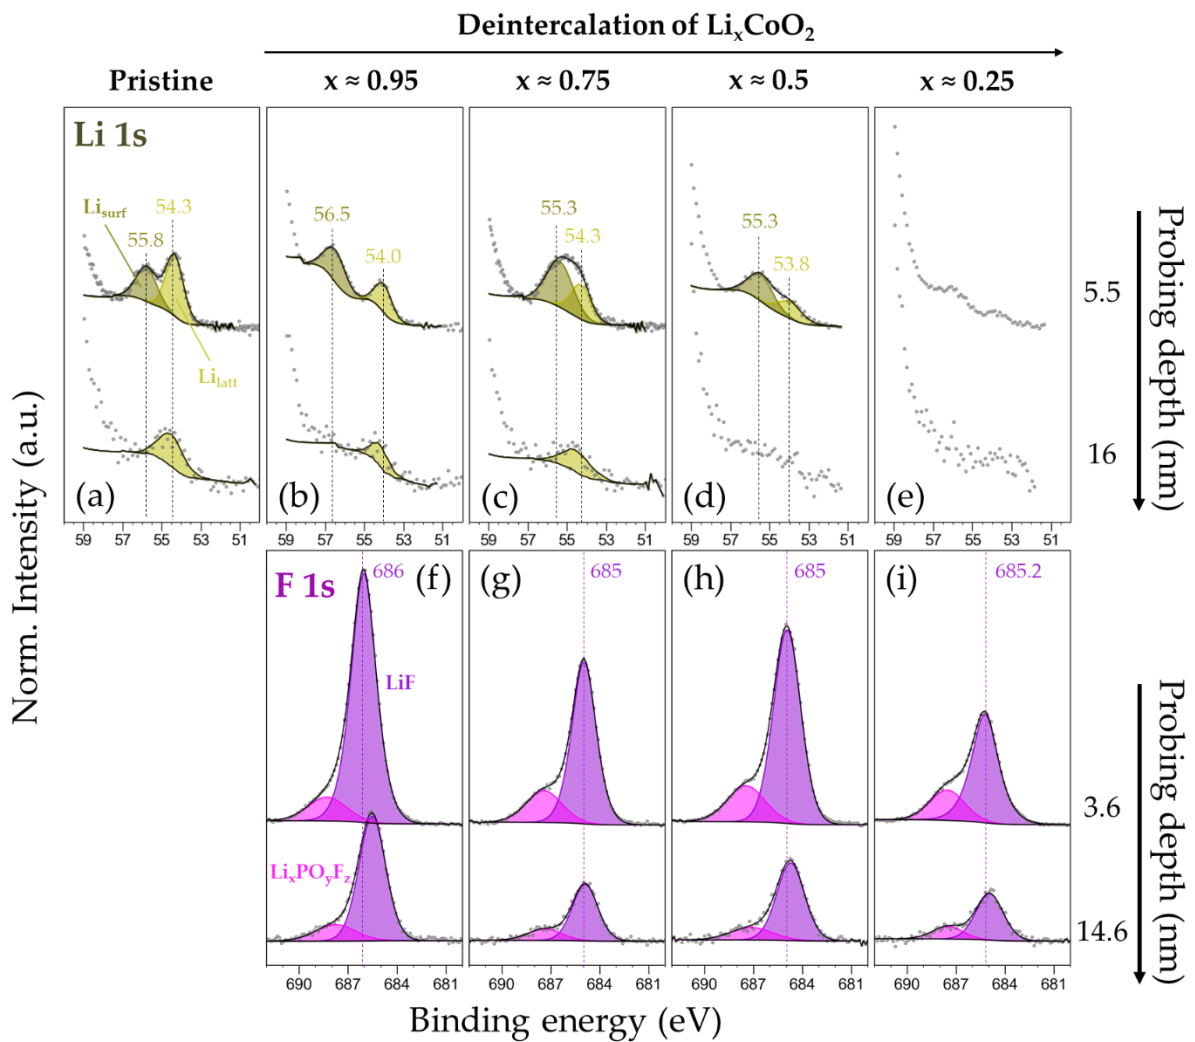 Deintercalation of LiₓCoO₂
Pristine
x ≈ 0.95
x ≈ 0.75
x ≈ 0.5
x ≈ 0.25
Li 1s
Li_surf
54.3
55.8
Li_latt
(a)
56.5
54.0
(b)
55.3
54.3
(c)
55.3
53.8
(d)
(e)
5.5
16
Probing depth (nm)
59 57 55 53 51
59 57 55 53 51
59 57 55 53 51
59 57 55 53 51
59 57 55 53 51
Norm. Intensity (a.u.)
F 1s
686
(f)
LiF
LiₓPO_yF_z
685
(g)
685
(h)
685.2
(i)
3.6
14.6
Probing depth (nm)
690 687 684 681
690 687 684 681
690 687 684 681
690 687 684 681
Binding energy (eV)